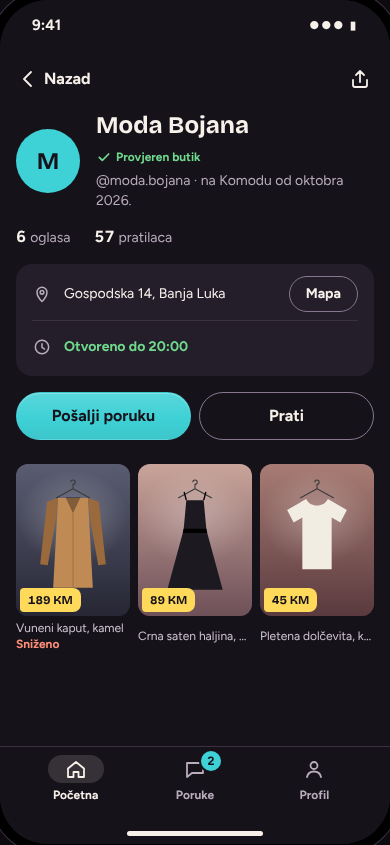 9:41
Nazad
Moda Bojana
M
Provjeren butik
@moda.bojana · na Komodu od oktobra
2026.
6 oglasa 57 pratilaca
Gospodska 14, Banja Luka
Mapa
Otvoreno do 20:00
Pošalji poruku
Prati
189 KM
89 KM
45 KM
Vuneni kaput, kamel
Sniženo
Crna saten haljina, ...
Pletena dolčevita, k...
2
Početna
Poruke
Profil